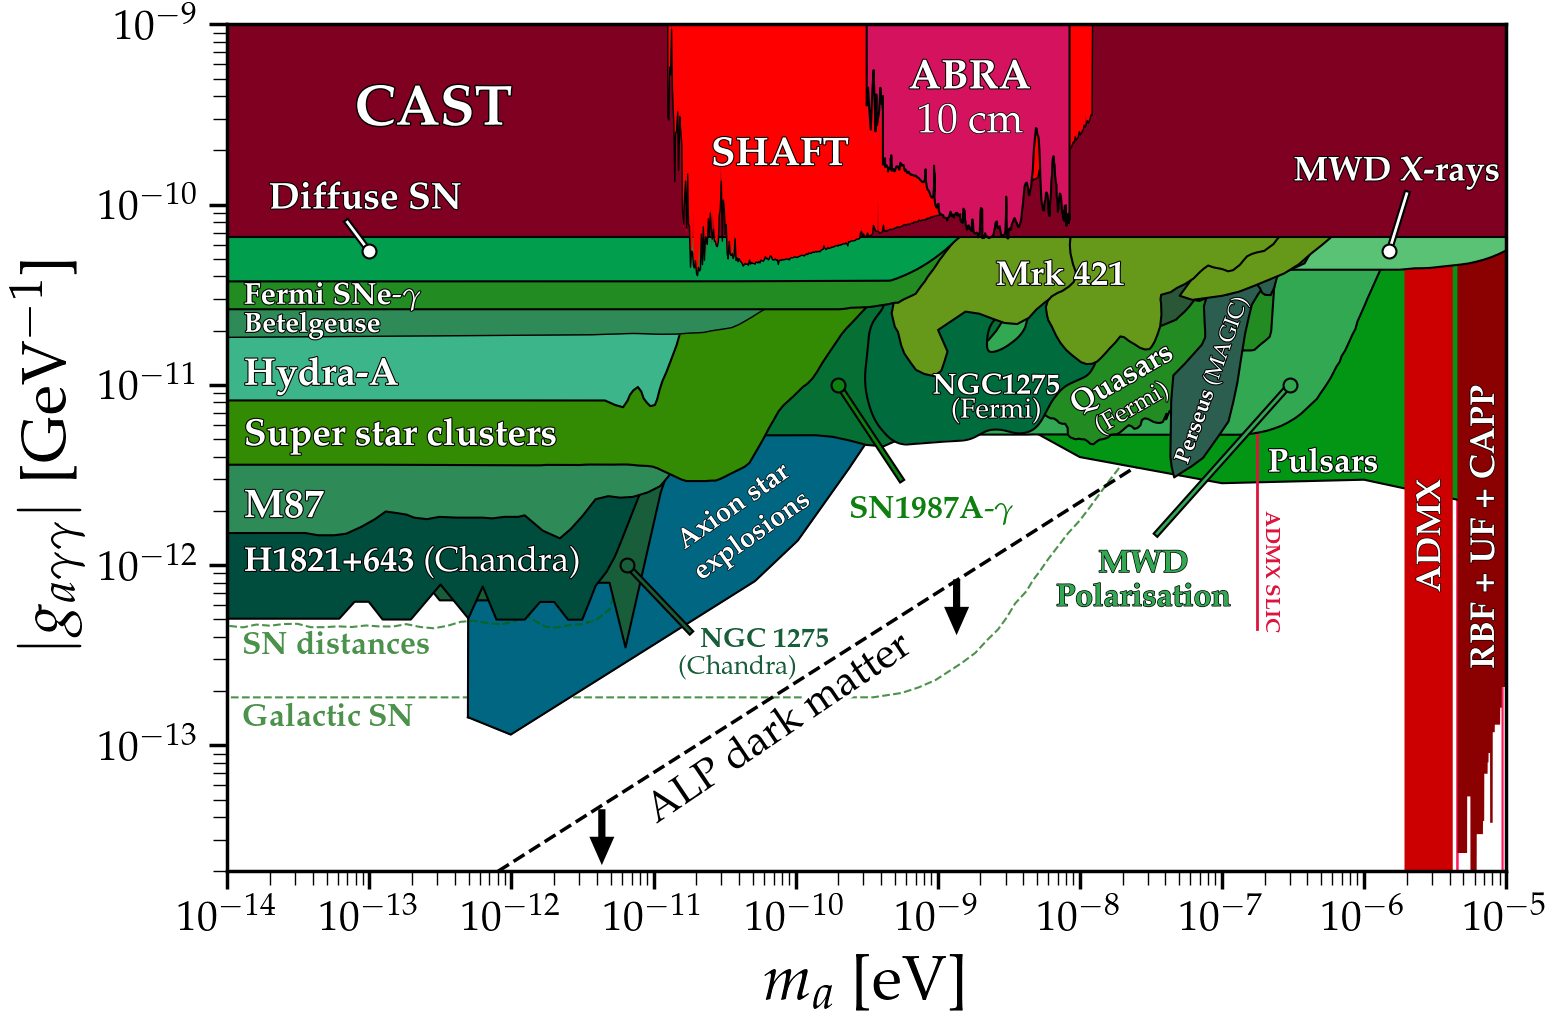 10⁻⁹
10⁻¹⁰
10⁻¹¹
10⁻¹²
10⁻¹³
|gₐγγ| [GeV⁻¹]
CAST
SHAFT
ABRA
10 cm
MWD X-rays
Diffuse SN
Mrk 421
Fermi SNe-γ
Betelgeuse
Hydra-A
NGC1275
(Fermi)
Quasars
(Fermi)
Perseus (MAGIC)
Super star clusters
Pulsars
M87
Axion star
explosions
SN1987A-γ
H1821+643 (Chandra)
MWD
Polarisation
ADMX SLIC
ADMX
RBF + UF + CAPP
SN distances
NGC 1275
(Chandra)
Galactic SN
ALP dark matter
10⁻¹⁴ 10⁻¹³ 10⁻¹² 10⁻¹¹ 10⁻¹⁰ 10⁻⁹ 10⁻⁸ 10⁻⁷ 10⁻⁶ 10⁻⁵
mₐ [eV]